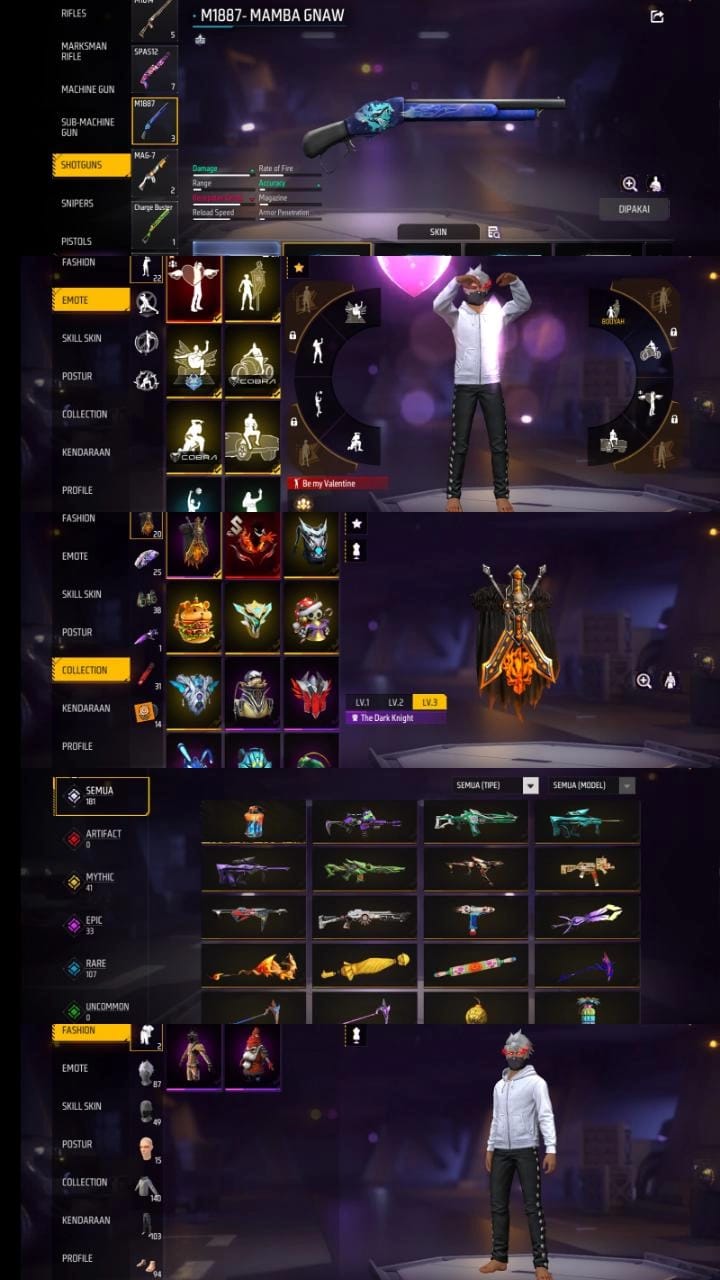 RIFLES
M1014
5
MARKSMAN
RIFLE
SPAS12
7
MACHINE GUN
M1887
3
SUB-MACHINE
GUN
MAG-7
2
SHOTGUNS
SNIPERS
Charge Buster
1
PISTOLS
· M1887- MAMBA GNAW
Damage
Rate of Fire
Range
Accuracy
Magazine
Reload Speed
Armor Penetration
DIPAKAI
SKIN
FASHION
22
EMOTE
SKILL SKIN
POSTUR
COLLECTION
KENDARAAN
PROFILE
COBRA
COBRA
BOOYAH
Be my Valentine
FASHION
20
EMOTE
25
SKILL SKIN
38
POSTUR
1
COLLECTION
31
KENDARAAN
14
PROFILE
LV.1
LV.2
LV.3
The Dark Knight
SEMUA
181
ARTIFACT
0
MYTHIC
41
EPIC
33
RARE
107
UNCOMMON
0
SEMUA (TIPE)
SEMUA (MODEL)
FASHION
2
EMOTE
87
SKILL SKIN
49
POSTUR
15
COLLECTION
140
KENDARAAN
103
PROFILE
94